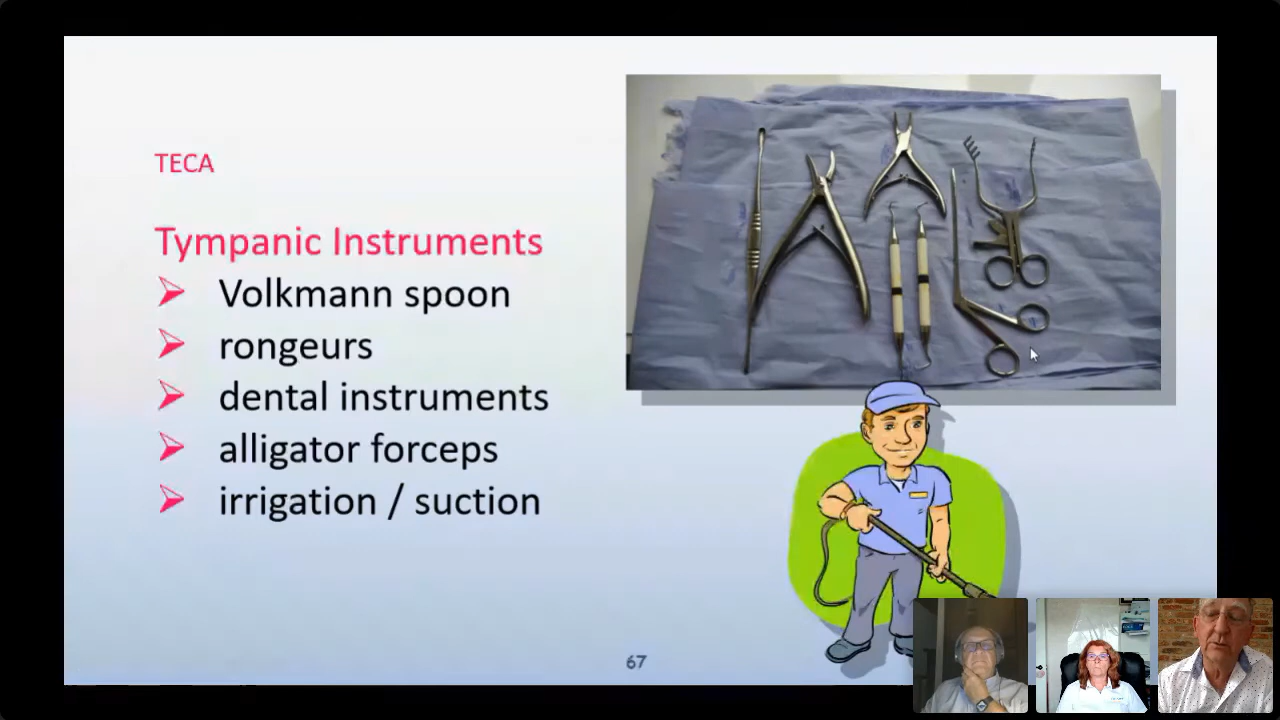 TECA
Tympanic Instruments
Volkmann spoon
rongeurs
dental instruments
alligator forceps
irrigation / suction
67